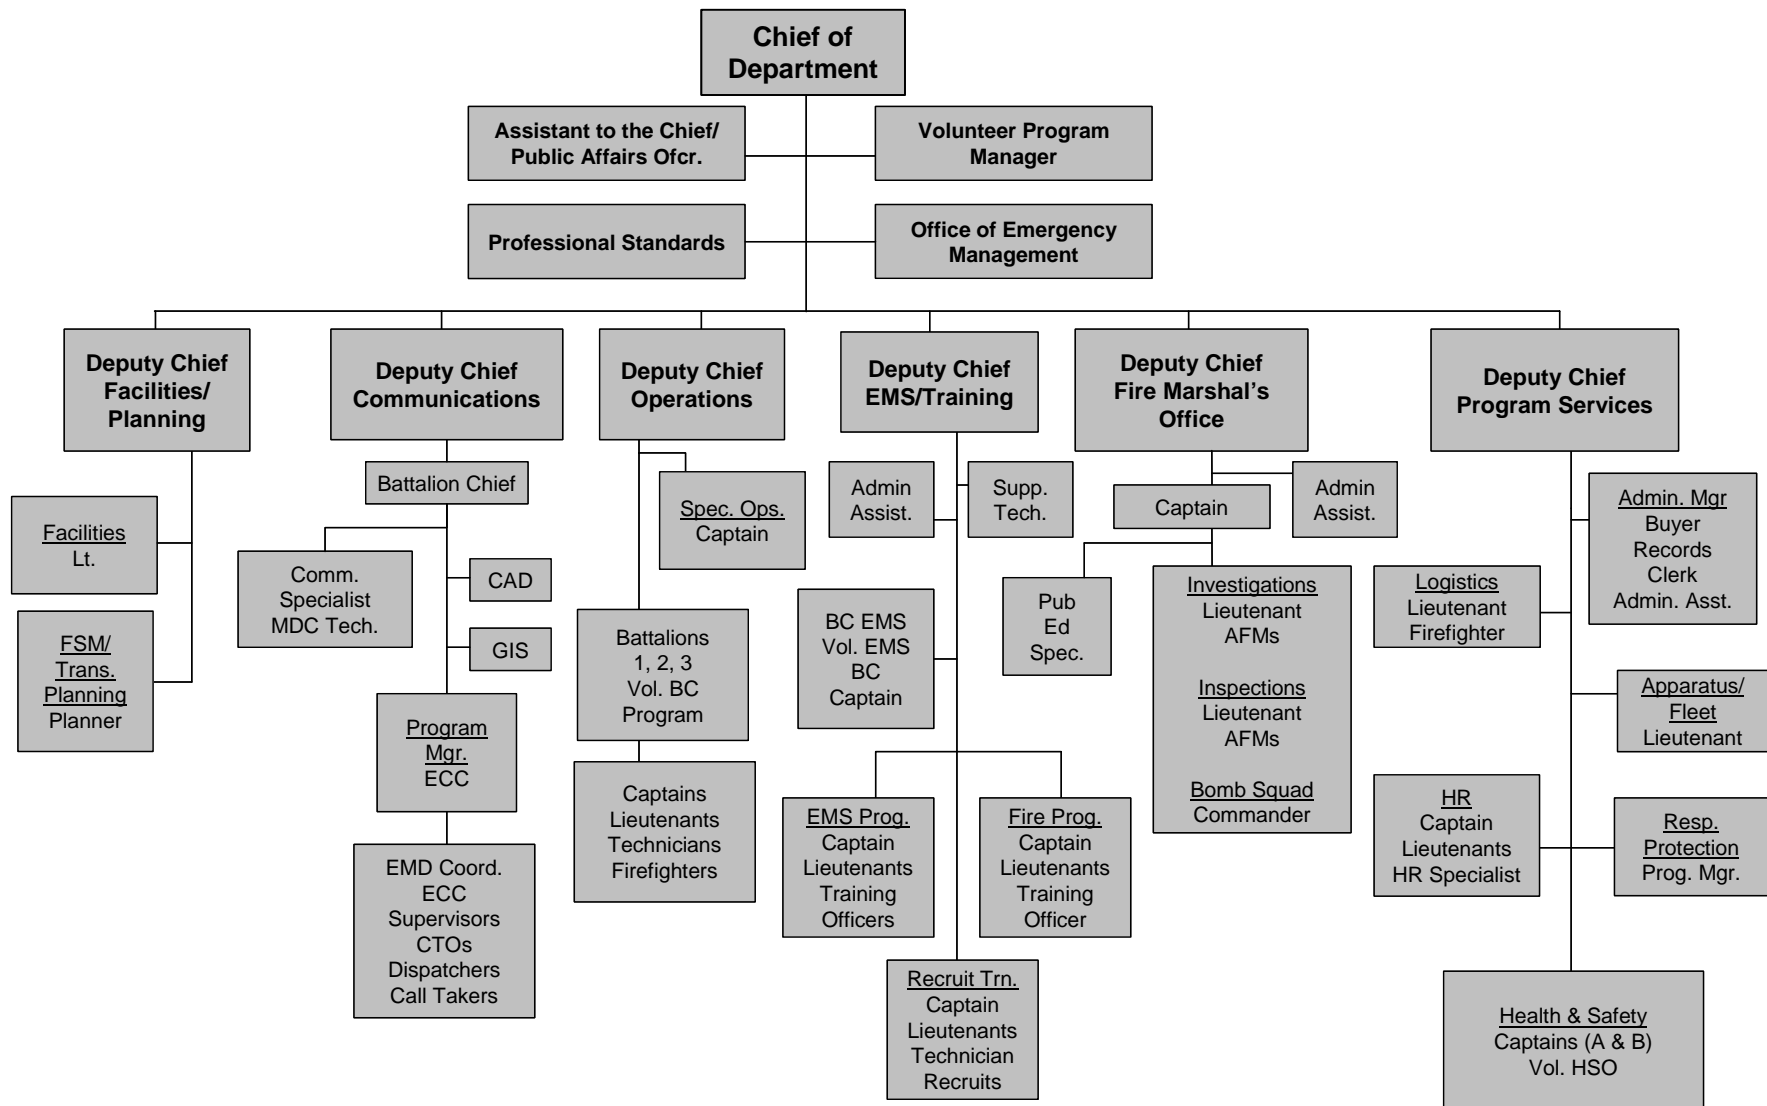 Chief of
Department
Assistant to the Chief/
Public Affairs Ofcr.
Volunteer Program
Manager
Professional Standards
Office of Emergency
Management
Deputy Chief
Facilities/
Planning
Deputy Chief
Communications
Deputy Chief
Operations
Deputy Chief
EMS/Training
Deputy Chief
Fire Marshal’s
Office
Deputy Chief
Program Services
Facilities
Lt.
FSM/
Trans.
Planning
Planner
Battalion Chief
Comm.
Specialist
MDC Tech.
CAD
GIS
Program
Mgr.
ECC
EMD Coord.
ECC
Supervisors
CTOs
Dispatchers
Call Takers
Spec. Ops.
Captain
Battalions
1, 2, 3
Vol. BC
Program
Captains
Lieutenants
Technicians
Firefighters
Admin
Assist.
Supp.
Tech.
BC EMS
Vol. EMS
BC
Captain
EMS Prog.
Captain
Lieutenants
Training
Officers
Fire Prog.
Captain
Lieutenants
Training
Officer
Recruit Trn.
Captain
Lieutenants
Technician
Recruits
Captain
Admin
Assist.
Pub
Ed
Spec.
Investigations
Lieutenant
AFMs
Inspections
Lieutenant
AFMs
Bomb Squad
Commander
Admin. Mgr
Buyer
Records
Clerk
Admin. Asst.
Logistics
Lieutenant
Firefighter
Apparatus/
Fleet
Lieutenant
HR
Captain
Lieutenants
HR Specialist
Resp.
Protection
Prog. Mgr.
Health & Safety
Captains (A & B)
Vol. HSO